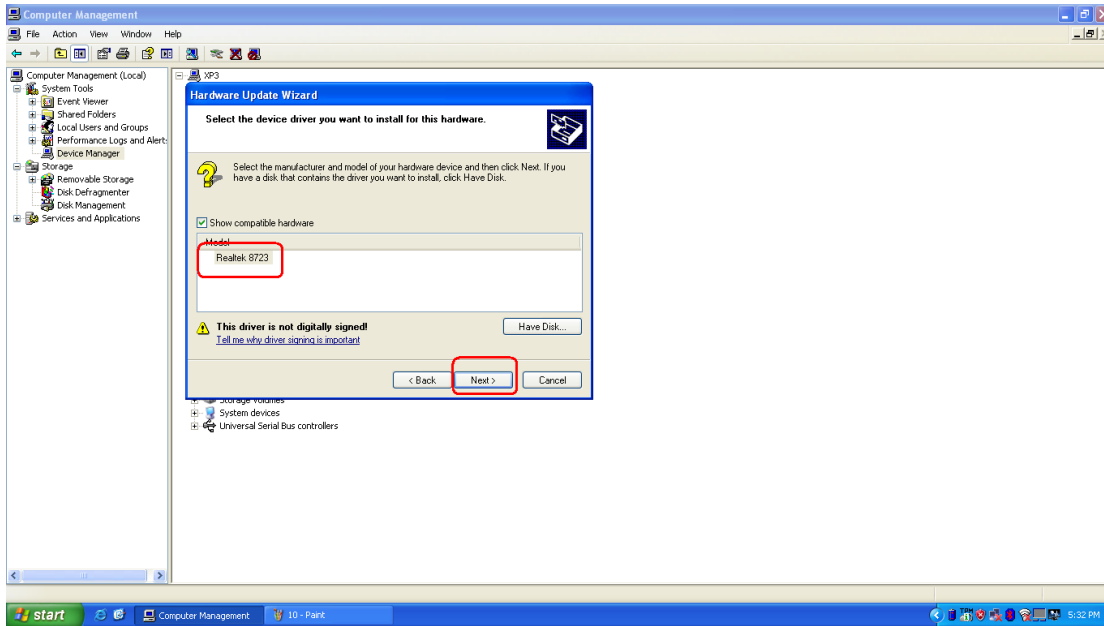 Computer Management
File Action View Window Help
Computer Management (Local)
System Tools
Event Viewer
Shared Folders
Local Users and Groups
Performance Logs and Alert
Device Manager
Storage
Removable Storage
Disk Defragmenter
Disk Management
Services and Applications
XP3
Hardware Update Wizard
Select the device driver you want to install for this hardware.
Select the manufacturer and model of your hardware device and then click Next. If you
have a disk that contains the driver you want to install, click Have Disk.
Show compatible hardware
Model
Realtek 8723
This driver is not digitally signed!
Tell me why driver signing is important
Have Disk...
< Back
Next >
Cancel
Storage volumes
System devices
Universal Serial Bus controllers
start
Computer Management
10 - Paint
5:32 PM